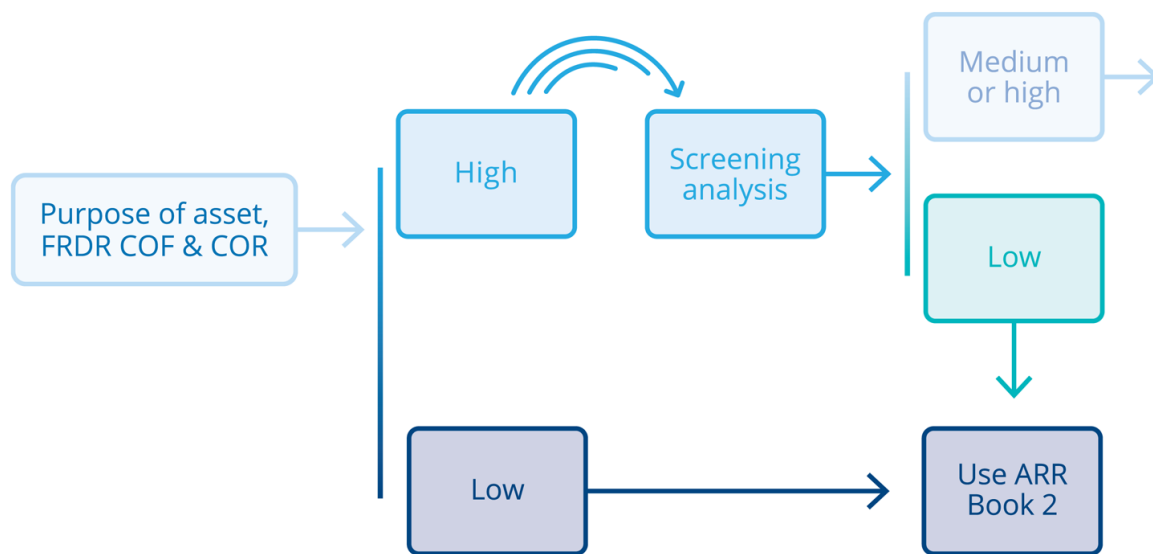 Purpose of asset,
FRDR COF & COR
High
Screening
analysis
Medium
or high
Low
Low
Use ARR
Book 2